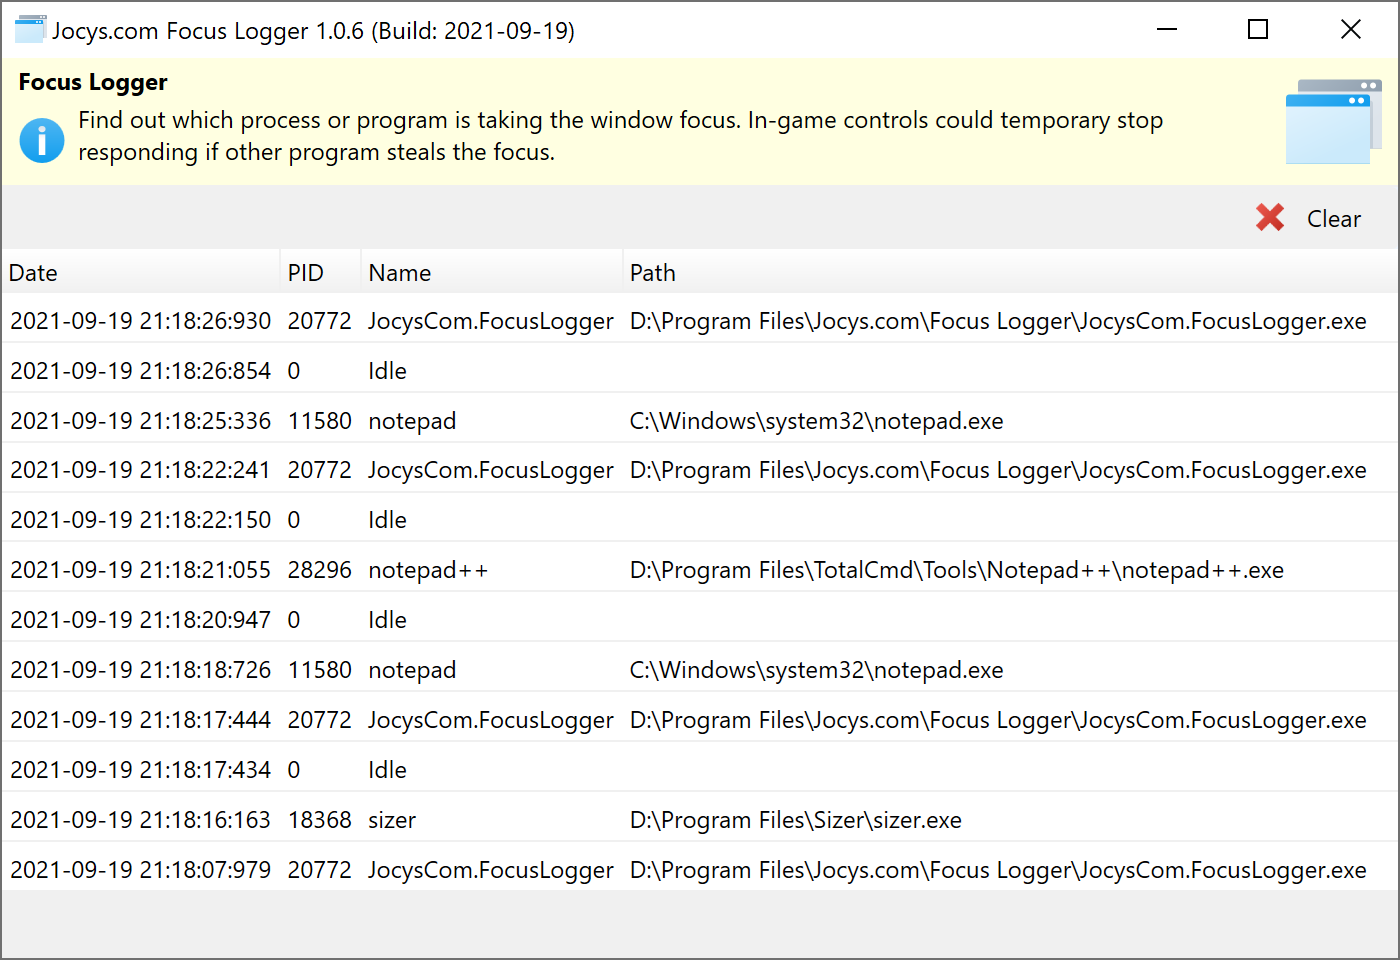 Jocys.com Focus Logger 1.0.6 (Build: 2021-09-19)
Focus Logger
Find out which process or program is taking the window focus. In-game controls could temporary stop
responding if other program steals the focus.
Clear
Date PID Name Path
2021-09-19 21:18:26:930 20772 JocysCom.FocusLogger D:\Program Files\Jocys.com\Focus Logger\JocysCom.FocusLogger.exe
2021-09-19 21:18:26:854 0 Idle
2021-09-19 21:18:25:336 11580 notepad C:\Windows\system32\notepad.exe
2021-09-19 21:18:22:241 20772 JocysCom.FocusLogger D:\Program Files\Jocys.com\Focus Logger\JocysCom.FocusLogger.exe
2021-09-19 21:18:22:150 0 Idle
2021-09-19 21:18:21:055 28296 notepad++ D:\Program Files\TotalCmd\Tools\Notepad++\notepad++.exe
2021-09-19 21:18:20:947 0 Idle
2021-09-19 21:18:18:726 11580 notepad C:\Windows\system32\notepad.exe
2021-09-19 21:18:17:444 20772 JocysCom.FocusLogger D:\Program Files\Jocys.com\Focus Logger\JocysCom.FocusLogger.exe
2021-09-19 21:18:17:434 0 Idle
2021-09-19 21:18:16:163 18368 sizer D:\Program Files\Sizer\sizer.exe
2021-09-19 21:18:07:979 20772 JocysCom.FocusLogger D:\Program Files\Jocys.com\Focus Logger\JocysCom.FocusLogger.exe